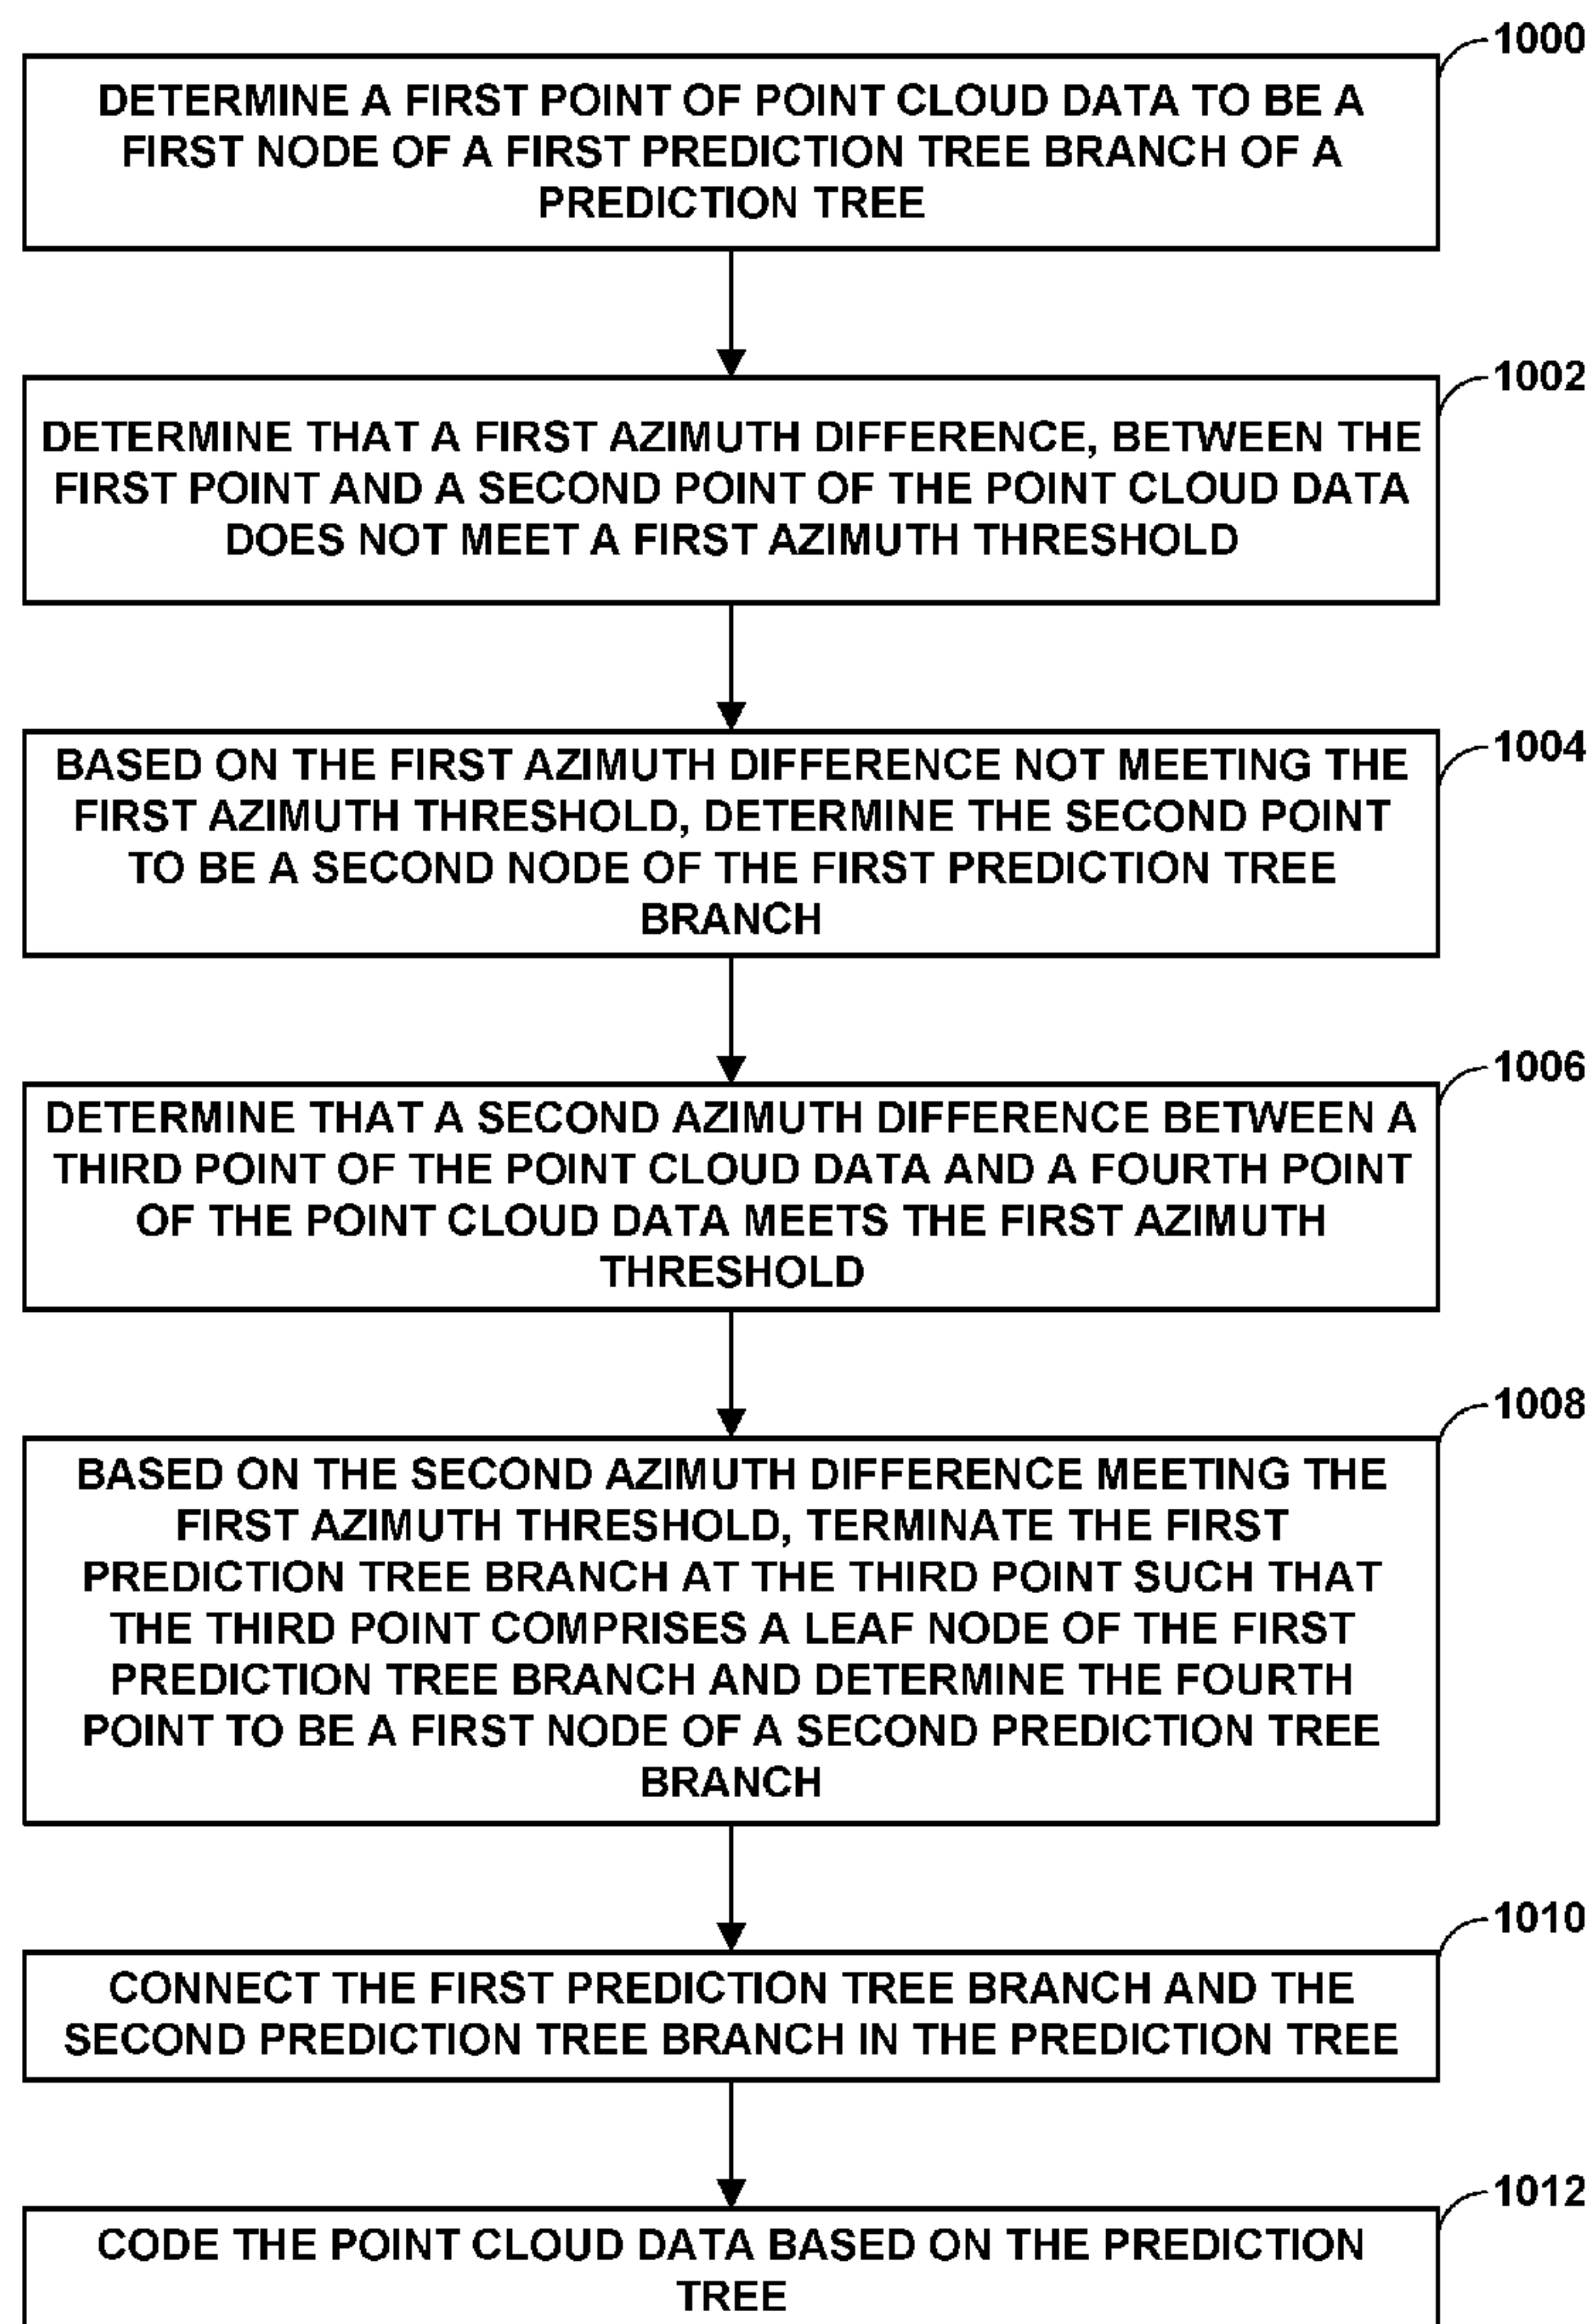 1000
DETERMINE A FIRST POINT OF POINT CLOUD DATA TO BE A
FIRST NODE OF A FIRST PREDICTION TREE BRANCH OF A
PREDICTION TREE
1002
DETERMINE THAT A FIRST AZIMUTH DIFFERENCE, BETWEEN THE
FIRST POINT AND A SECOND POINT OF THE POINT CLOUD DATA
DOES NOT MEET A FIRST AZIMUTH THRESHOLD
1004
BASED ON THE FIRST AZIMUTH DIFFERENCE NOT MEETING THE
FIRST AZIMUTH THRESHOLD, DETERMINE THE SECOND POINT
TO BE A SECOND NODE OF THE FIRST PREDICTION TREE
BRANCH
1006
DETERMINE THAT A SECOND AZIMUTH DIFFERENCE BETWEEN A
THIRD POINT OF THE POINT CLOUD DATA AND A FOURTH POINT
OF THE POINT CLOUD DATA MEETS THE FIRST AZIMUTH
THRESHOLD
1008
BASED ON THE SECOND AZIMUTH DIFFERENCE MEETING THE
FIRST AZIMUTH THRESHOLD, TERMINATE THE FIRST
PREDICTION TREE BRANCH AT THE THIRD POINT SUCH THAT
THE THIRD POINT COMPRISES A LEAF NODE OF THE FIRST
PREDICTION TREE BRANCH AND DETERMINE THE FOURTH
POINT TO BE A FIRST NODE OF A SECOND PREDICTION TREE
BRANCH
1010
CONNECT THE FIRST PREDICTION TREE BRANCH AND THE
SECOND PREDICTION TREE BRANCH IN THE PREDICTION TREE
1012
CODE THE POINT CLOUD DATA BASED ON THE PREDICTION
TREE